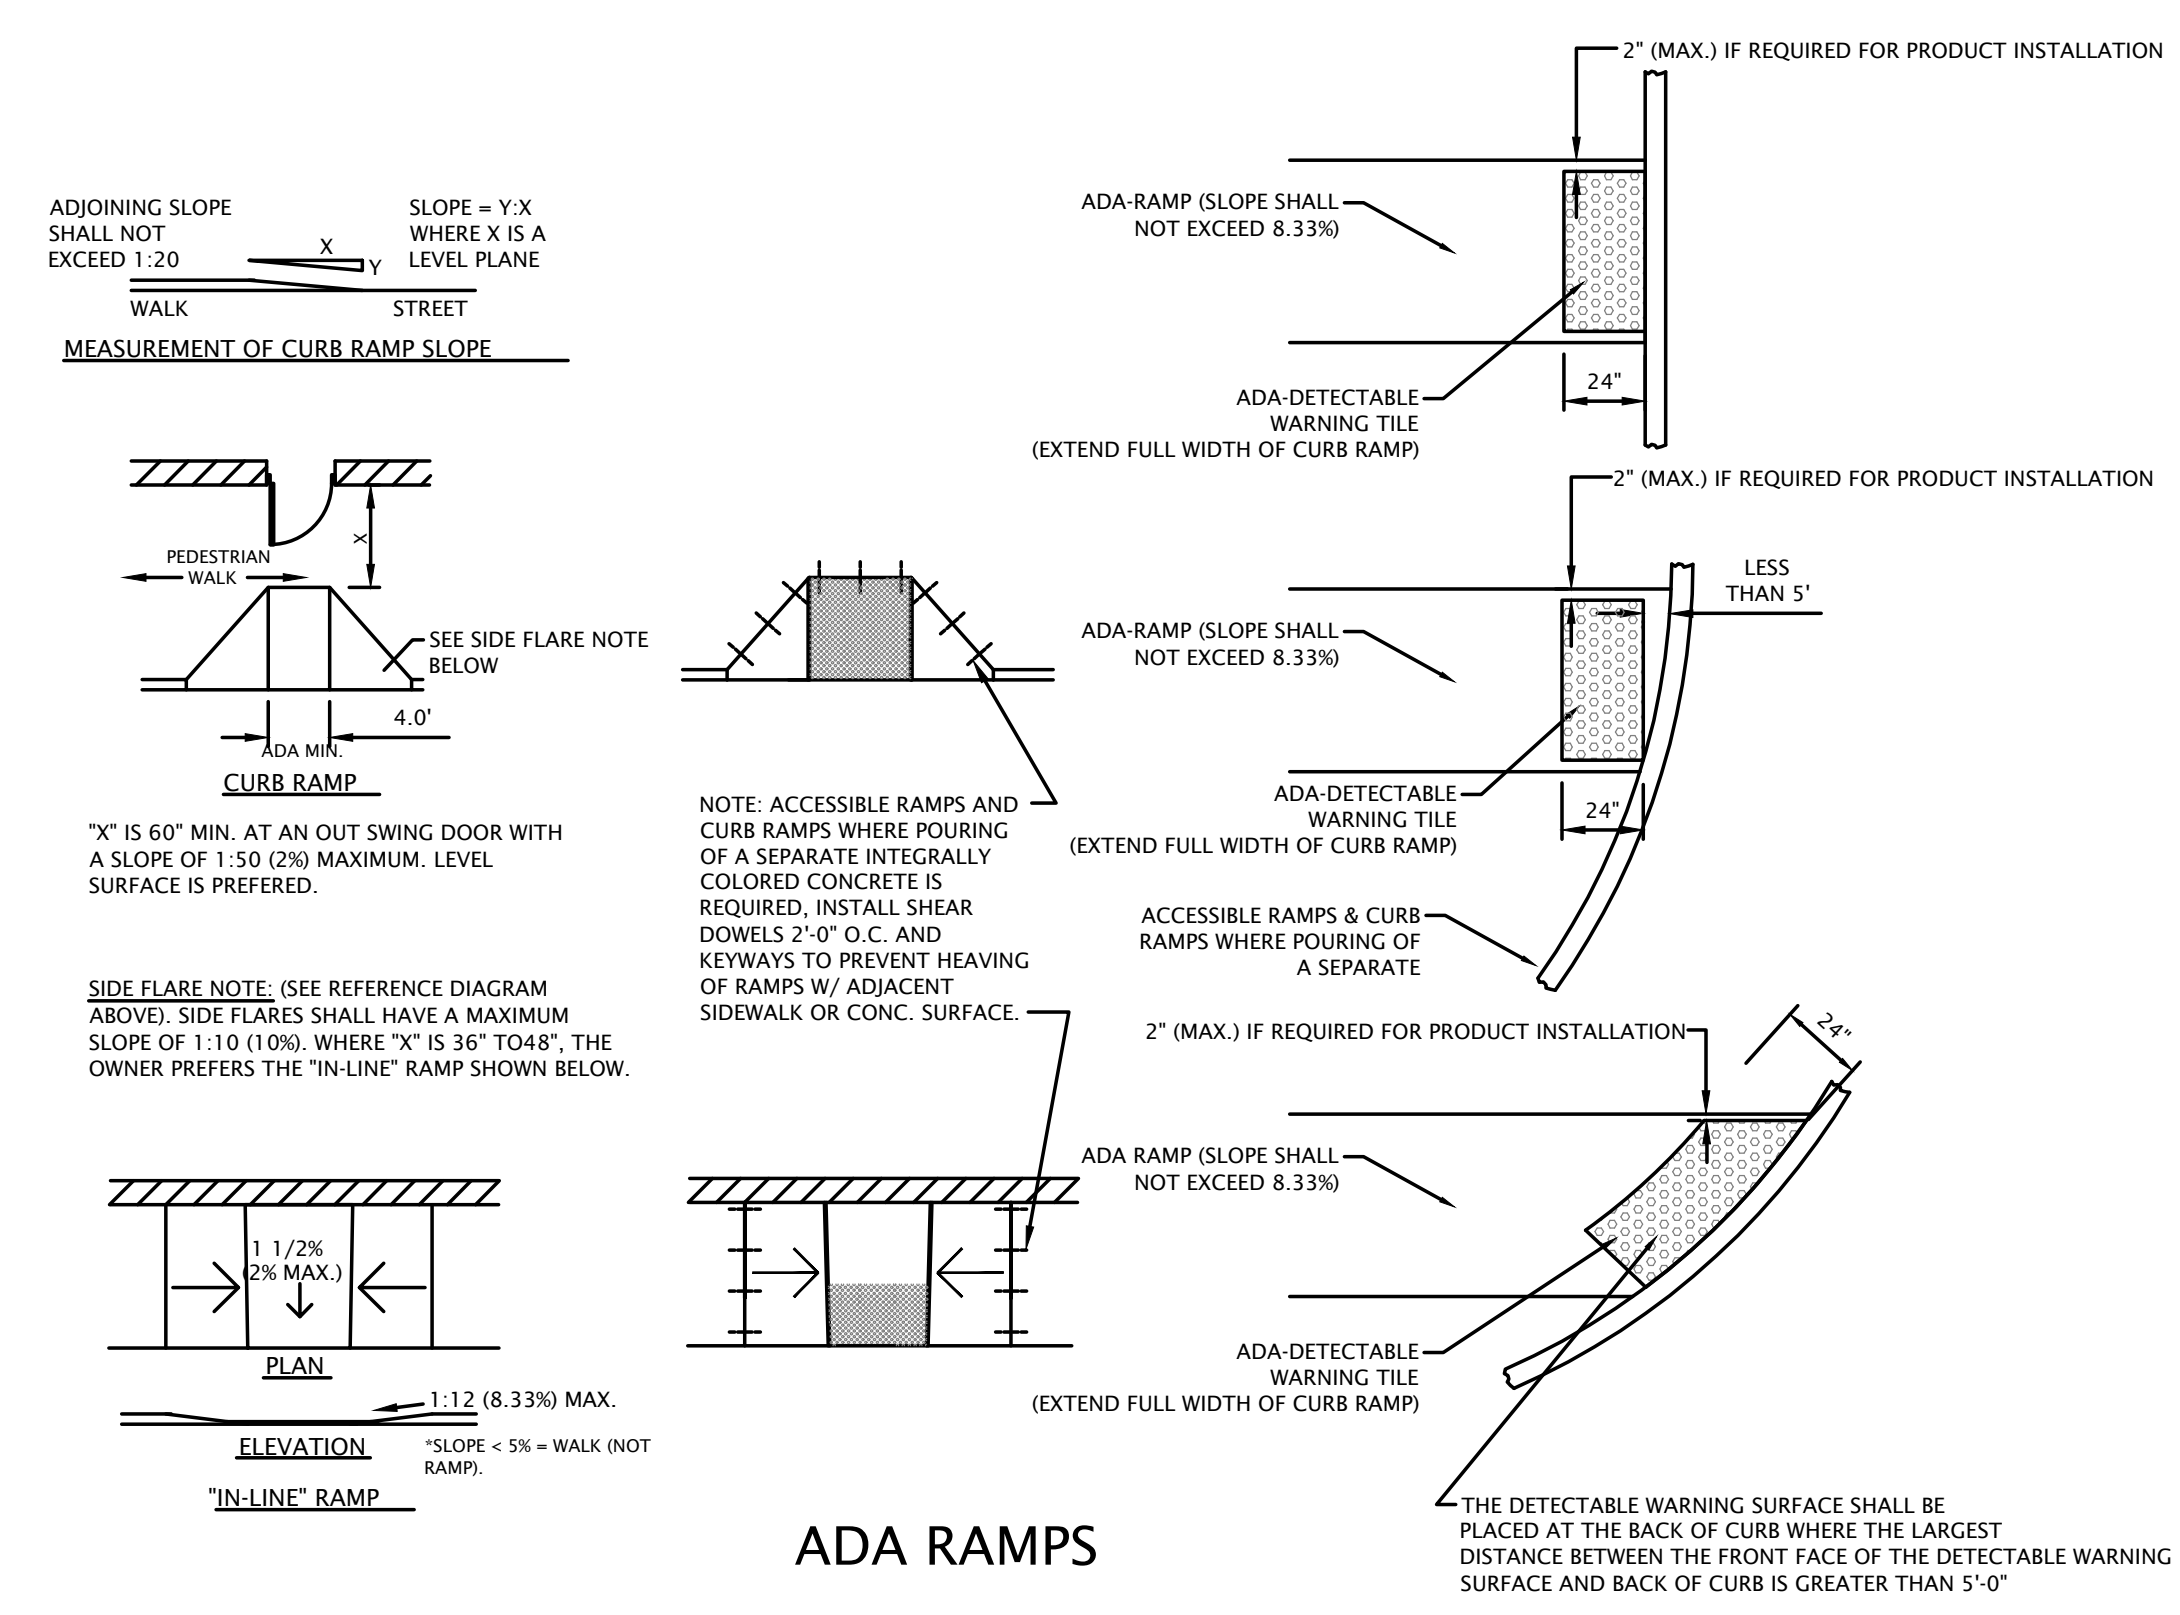 ADJOINING SLOPE
SHALL NOT
EXCEED 1:20
X
Y
SLOPE = Y:X
WHERE X IS A
LEVEL PLANE
WALK
STREET
MEASUREMENT OF CURB RAMP SLOPE
X
PEDESTRIAN
WALK
SEE SIDE FLARE NOTE
BELOW
4.0'
ADA MIN.
CURB RAMP
"X" IS 60" MIN. AT AN OUT SWING DOOR WITH
A SLOPE OF 1:50 (2%) MAXIMUM. LEVEL
SURFACE IS PREFERED.
SIDE FLARE NOTE: (SEE REFERENCE DIAGRAM
ABOVE). SIDE FLARES SHALL HAVE A MAXIMUM
SLOPE OF 1:10 (10%). WHERE "X" IS 36" TO48", THE
OWNER PREFERS THE "IN-LINE" RAMP SHOWN BELOW.
1 1/2%
(2% MAX.)
PLAN
1:12 (8.33%) MAX.
ELEVATION
*SLOPE < 5% = WALK (NOT
RAMP).
"IN-LINE" RAMP
NOTE: ACCESSIBLE RAMPS AND
CURB RAMPS WHERE POURING
OF A SEPARATE INTEGRALLY
COLORED CONCRETE IS
REQUIRED, INSTALL SHEAR
DOWELS 2'-0" O.C. AND
KEYWAYS TO PREVENT HEAVING
OF RAMPS W/ ADJACENT
SIDEWALK OR CONC. SURFACE.
2" (MAX.) IF REQUIRED FOR PRODUCT INSTALLATION
ADA-RAMP (SLOPE SHALL
NOT EXCEED 8.33%)
24"
ADA-DETECTABLE
WARNING TILE
(EXTEND FULL WIDTH OF CURB RAMP)
2" (MAX.) IF REQUIRED FOR PRODUCT INSTALLATION
LESS
THAN 5'
ADA-RAMP (SLOPE SHALL
NOT EXCEED 8.33%)
ADA-DETECTABLE
WARNING TILE
(EXTEND FULL WIDTH OF CURB RAMP)
24"
ACCESSIBLE RAMPS & CURB
RAMPS WHERE POURING OF
A SEPARATE
2" (MAX.) IF REQUIRED FOR PRODUCT INSTALLATION
24"
ADA RAMP (SLOPE SHALL
NOT EXCEED 8.33%)
ADA-DETECTABLE
WARNING TILE
(EXTEND FULL WIDTH OF CURB RAMP)
THE DETECTABLE WARNING SURFACE SHALL BE
PLACED AT THE BACK OF CURB WHERE THE LARGEST
DISTANCE BETWEEN THE FRONT FACE OF THE DETECTABLE WARNING
SURFACE AND BACK OF CURB IS GREATER THAN 5'-0"
ADA RAMPS